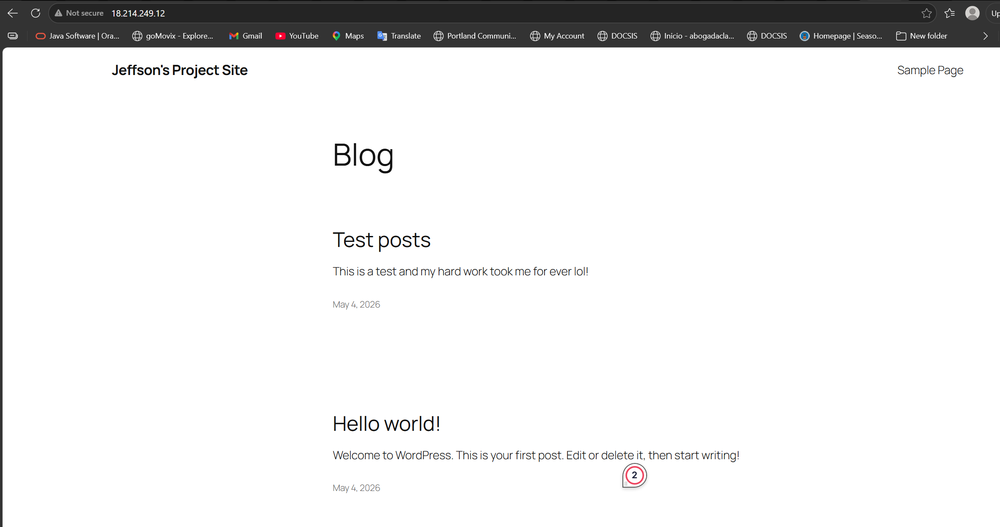 Not secure 18.214.249.12
Java Software | Ora... goMovix - Explore... Gmail YouTube Maps Translate Portland Communi... My Account DOCSIS Inicio - abogadacla... DOCSIS Homepage | Seaso... New folder
Jeffson's Project Site
Sample Page
Blog
Test posts
This is a test and my hard work took me for ever lol!
May 4, 2026
Hello world!
Welcome to WordPress. This is your first post. Edit or delete it, then start writing!
2
May 4, 2026